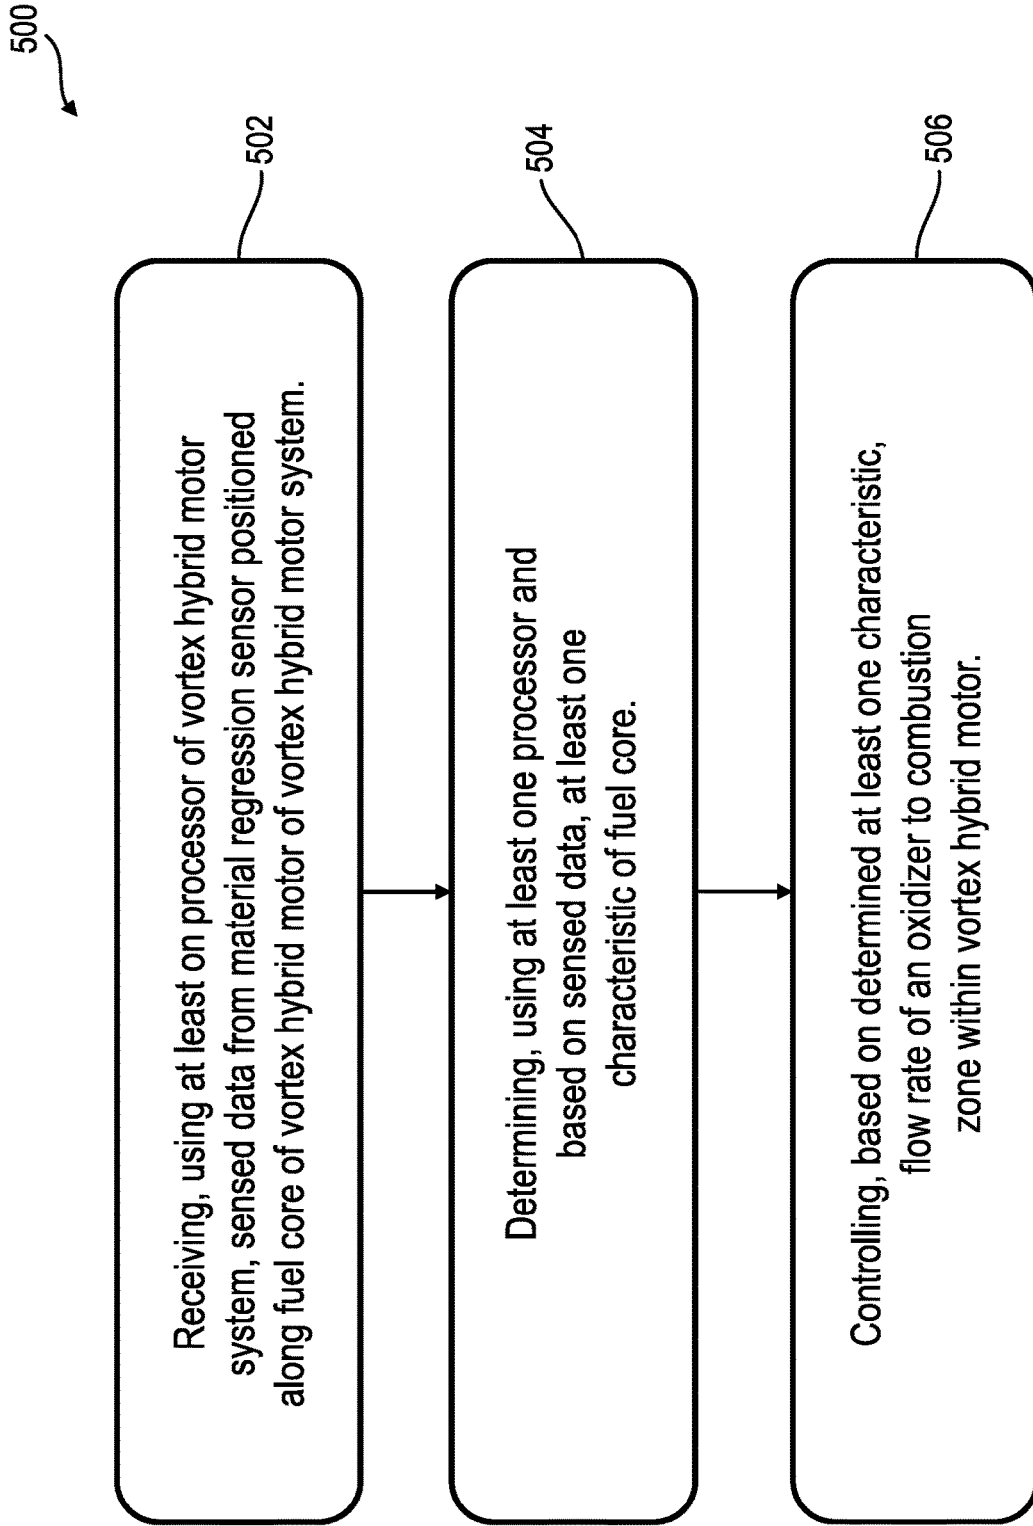 500
502
Receiving, using at least on processor of vortex hybrid motor
system, sensed data from material regression sensor positioned
along fuel core of vortex hybrid motor of vortex hybrid motor system.
504
Determining, using at least one processor and
based on sensed data, at least one
characteristic of fuel core.
506
Controlling, based on determined at least one characteristic,
flow rate of an oxidizer to combustion
zone within vortex hybrid motor.